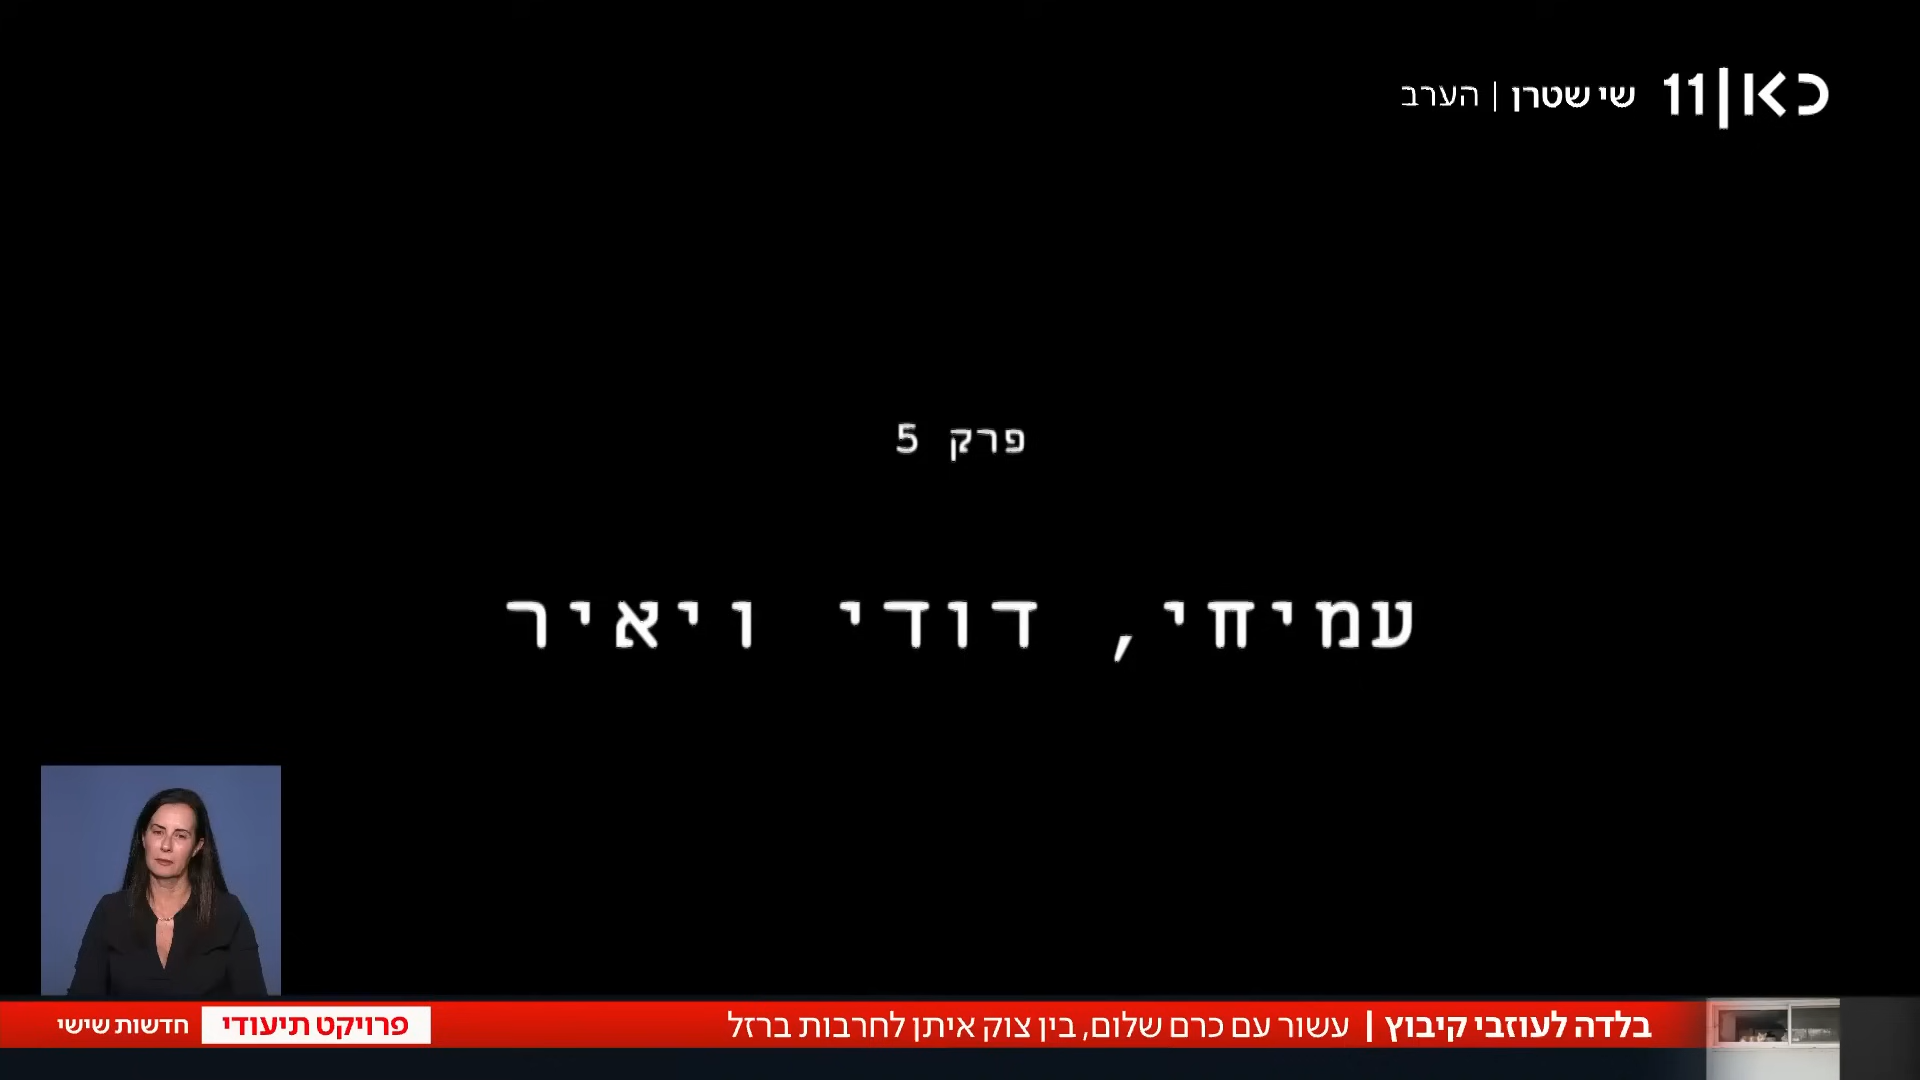 כאן|11 שי שטרן | הערב
פרק 5
עמיחי, דודי ויאיר
בלדה לעוזבי קיבוץ | עשור עם כרם שלום, בין צוק איתן לחרבות ברזל
פרויקט תיעודי חדשות שישי